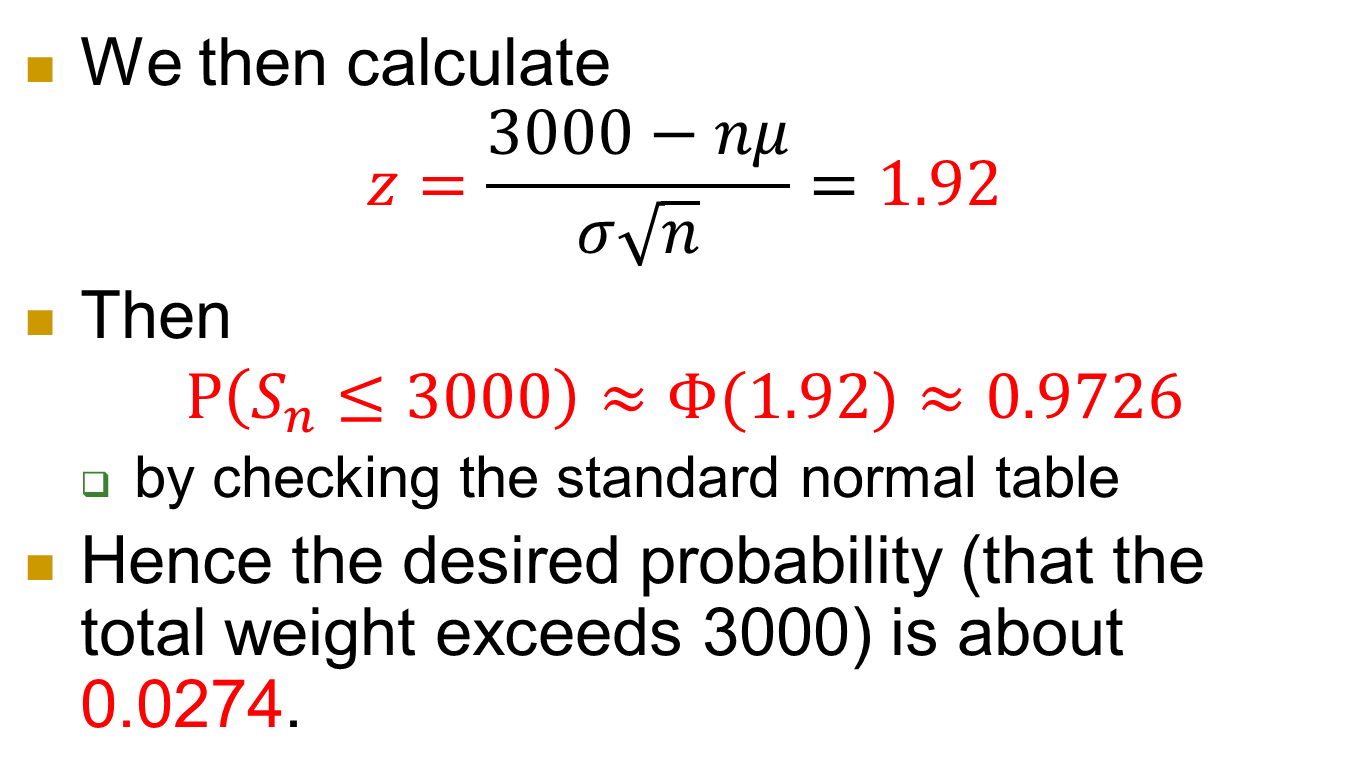 We then calculate
z = (3000 − nμ) / (σ√n) = 1.92
Then
P(Sₙ ≤ 3000) ≈ Φ(1.92) ≈ 0.9726
by checking the standard normal table
Hence the desired probability (that the
total weight exceeds 3000) is about
0.0274.